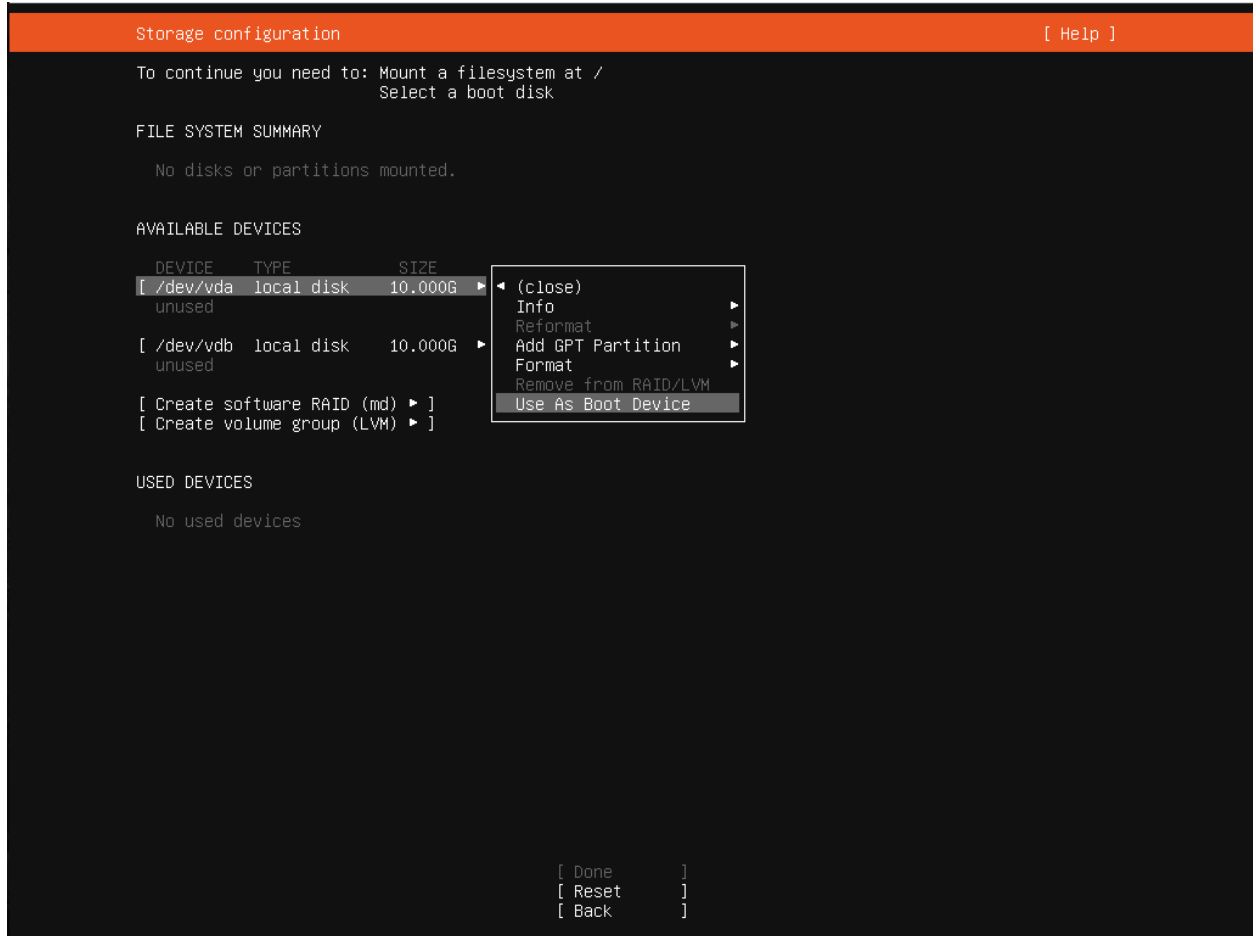 Storage configuration [ Help ]
To continue you need to: Mount a filesystem at /
Select a boot disk
FILE SYSTEM SUMMARY
No disks or partitions mounted.
AVAILABLE DEVICES
DEVICE TYPE SIZE
[ /dev/vda local disk 10.000G ▸ ◂ (close)
unused Info ▸
Reformat ▸
[ /dev/vdb local disk 10.000G ▸ Add GPT Partition ▸
unused Format ▸
Remove from RAID/LVM
[ Create software RAID (md) ▸ ] Use As Boot Device
[ Create volume group (LVM) ▸ ]
USED DEVICES
No used devices
[ Done ]
[ Reset ]
[ Back ]